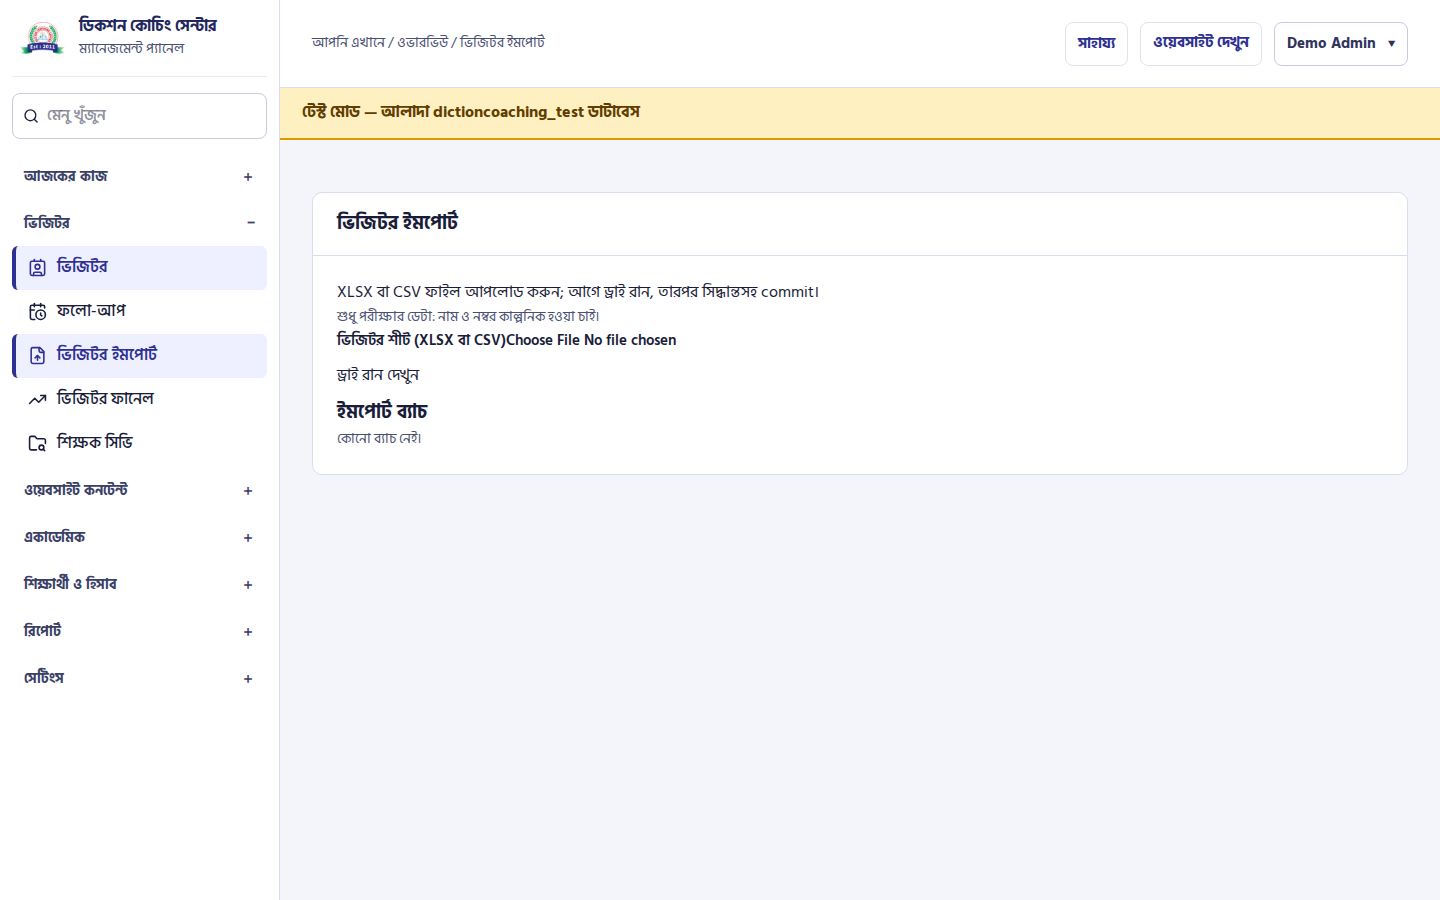 ডিকশন কোচিং সেন্টার
ম্যানেজমেন্ট প্যানেল
Est : 2011
মেনু খুঁজুন
আজকের কাজ +
ভিজিটর −
ভিজিটর
ফলো-আপ
ভিজিটর ইমপোর্ট
ভিজিটর ফানেল
শিক্ষক সিভি
ওয়েবসাইট কনটেন্ট +
একাডেমিক +
শিক্ষার্থী ও হিসাব +
রিপোর্ট +
সেটিংস +
আপনি এখানে / ওভারভিউ / ভিজিটর ইমপোর্ট
সাহায্য
ওয়েবসাইট দেখুন
Demo Admin ▾
টেস্ট মোড — আলাদা dictioncoaching_test ডাটাবেস
ভিজিটর ইমপোর্ট
XLSX বা CSV ফাইল আপলোড করুন; আগে ড্রাই রান, তারপর সিদ্ধান্তসহ commit।
শুধু পরীক্ষার ডেটা: নাম ও নম্বর কাল্পনিক হওয়া চাই।
ভিজিটর শীট (XLSX বা CSV)Choose File No file chosen
ড্রাই রান দেখুন
ইমপোর্ট ব্যাচ
কোনো ব্যাচ নেই।